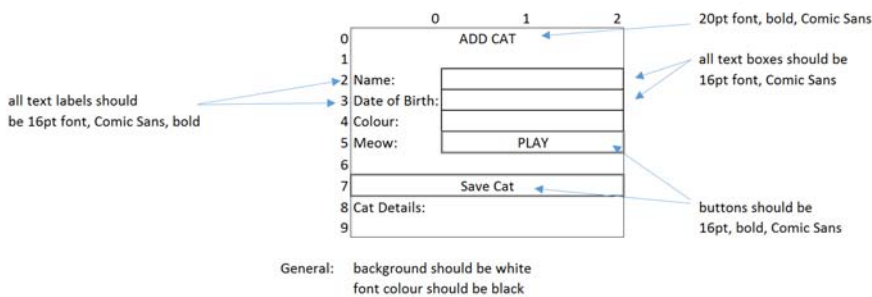 0 1 2
20pt font, bold, Comic Sans
0 ADD CAT
1
all text boxes should be
16pt font, Comic Sans
2 Name:
all text labels should
be 16pt font, Comic Sans, bold
3 Date of Birth:
4 Colour:
5 Meow: PLAY
6
7 Save Cat
8 Cat Details:
9
buttons should be
16pt, bold, Comic Sans
General: background should be white
font colour should be black